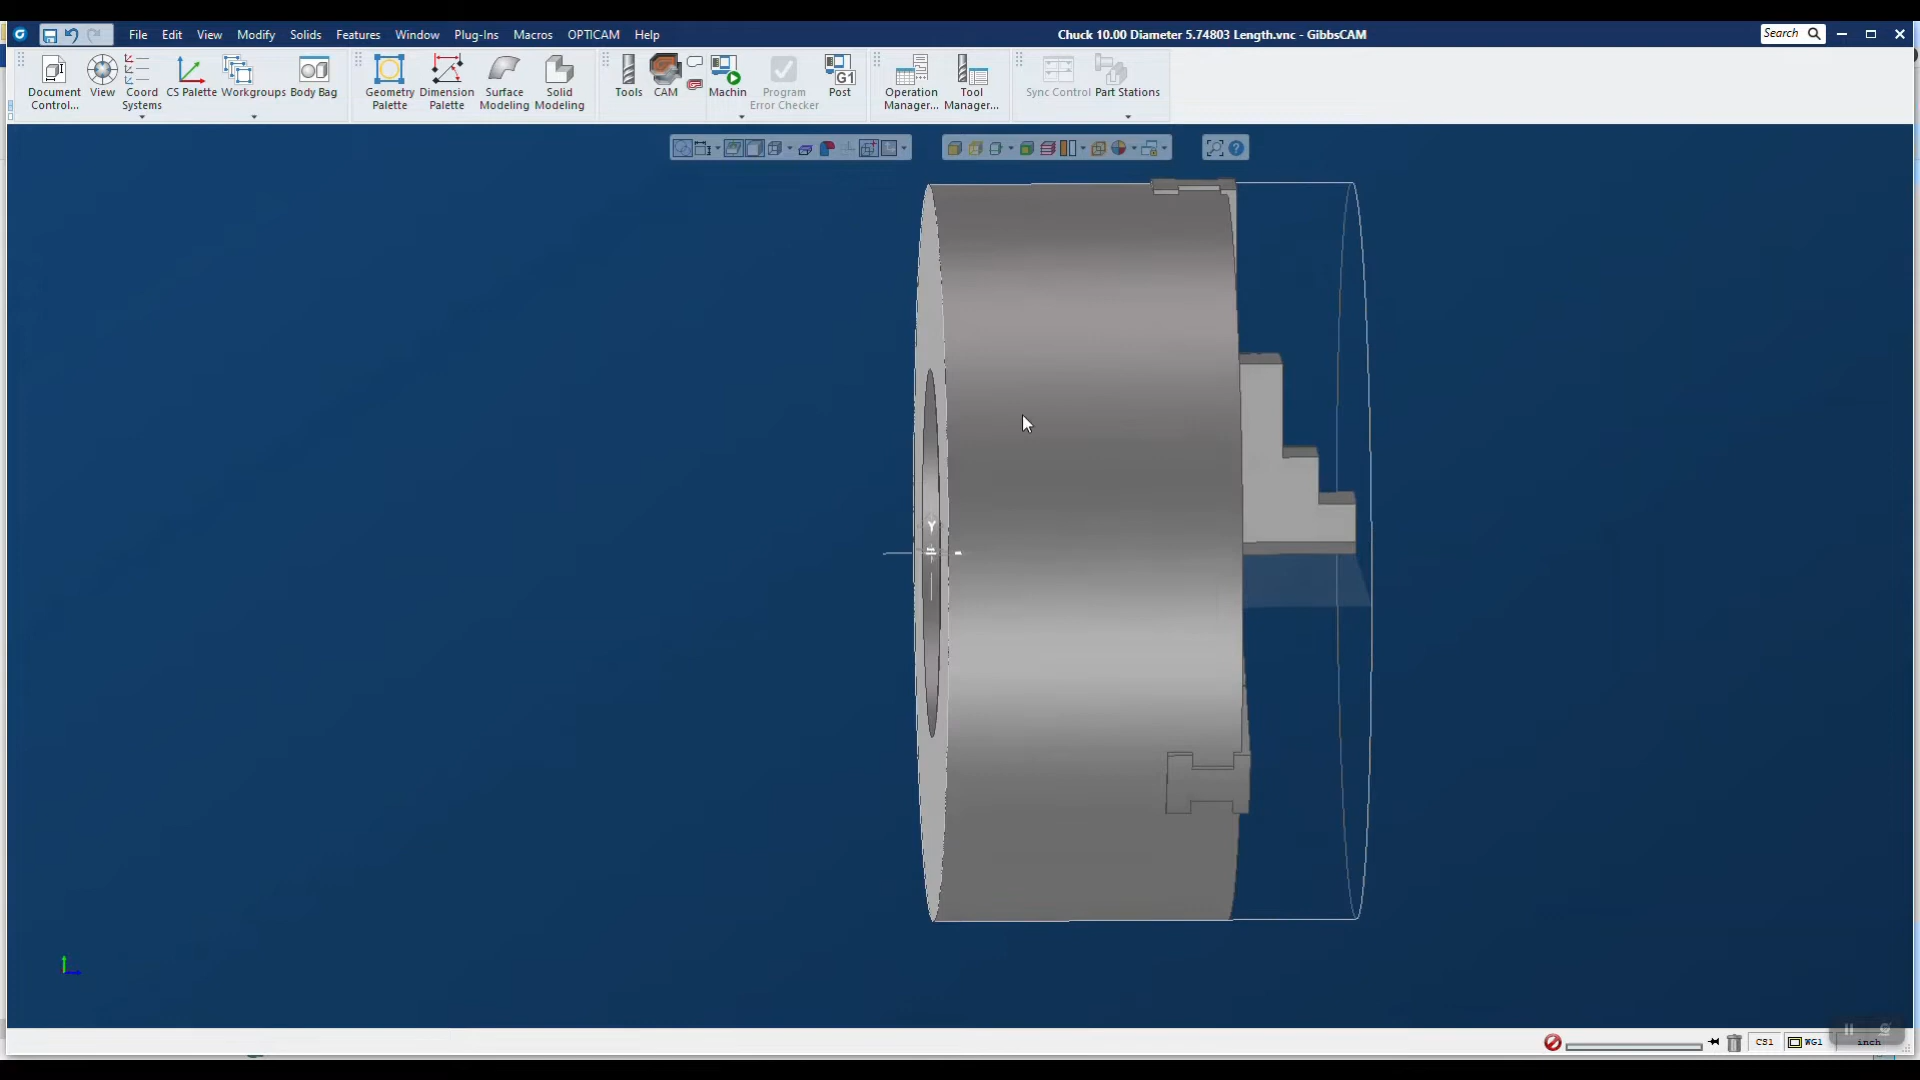 File Edit View Modify Solids Features Window Plug-Ins Macros OPTICAM Help
Chuck 10.00 Diameter 5.74803 Length.vnc - GibbsCAM
Search
Document Control...
View
Coord Systems
CS Palette
Workgroups
Body Bag
Geometry Palette
Dimension Palette
Surface Modeling
Solid Modeling
Tools
CAM
Machin
Program Error Checker
G1
Post
Operation Manager...
Tool Manager...
Sync Control
Part Stations
Y
CS1
WG1
inch